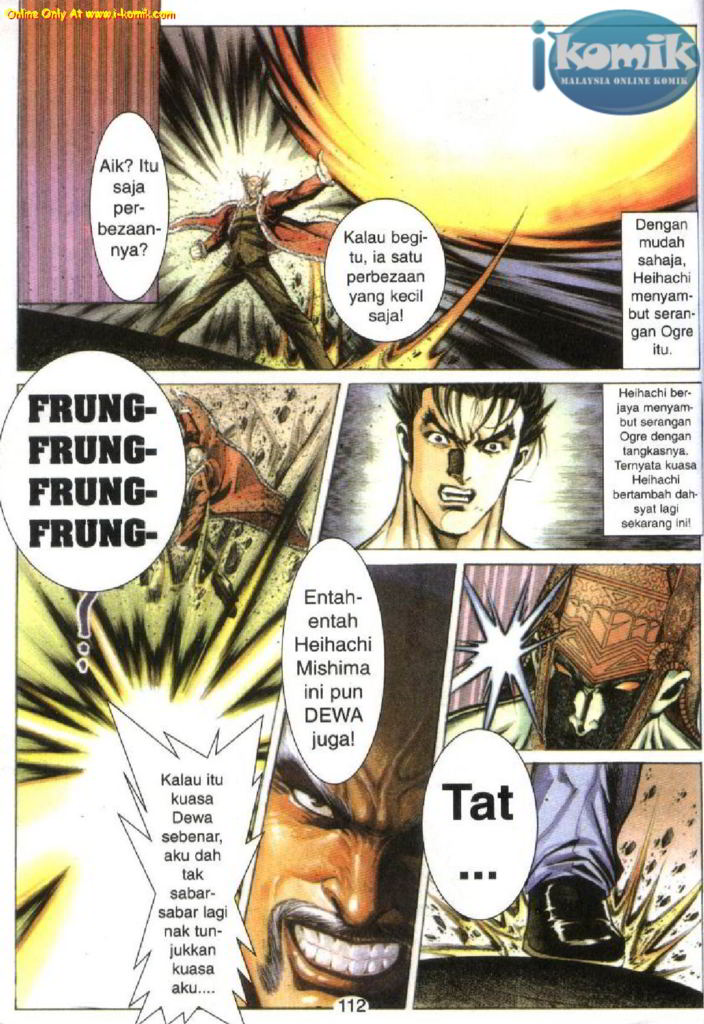 Online Only At www.i-komik.com
ikomik
MALAYSIA ONLINE KOMIK
Aik? Itu
saja
per-
bezaan-
nya?
Kalau begi-
tu, ia satu
perbezaan
yang kecil
saja!
Dengan
mudah
sahaja,
Heihachi
menyam-
but seran-
gan Ogre
itu.
FRUNG-
FRUNG-
FRUNG-
FRUNG-
Heihachi ber-
jaya menyam-
but serangan
Ogre dengan
tangkasnya.
Ternyata kuasa
Heihachi
bertambah dah-
syat lagi
sekarang ini!
Entah-
entah
Heihachi
Mishima
ini pun
DEWA
juga!
Kalau itu
kuasa
Dewa
sebenar,
aku dah
tak
sabar-
sabar lagi
nak tun-
jukkan
kuasa
aku....
Tat
...
112